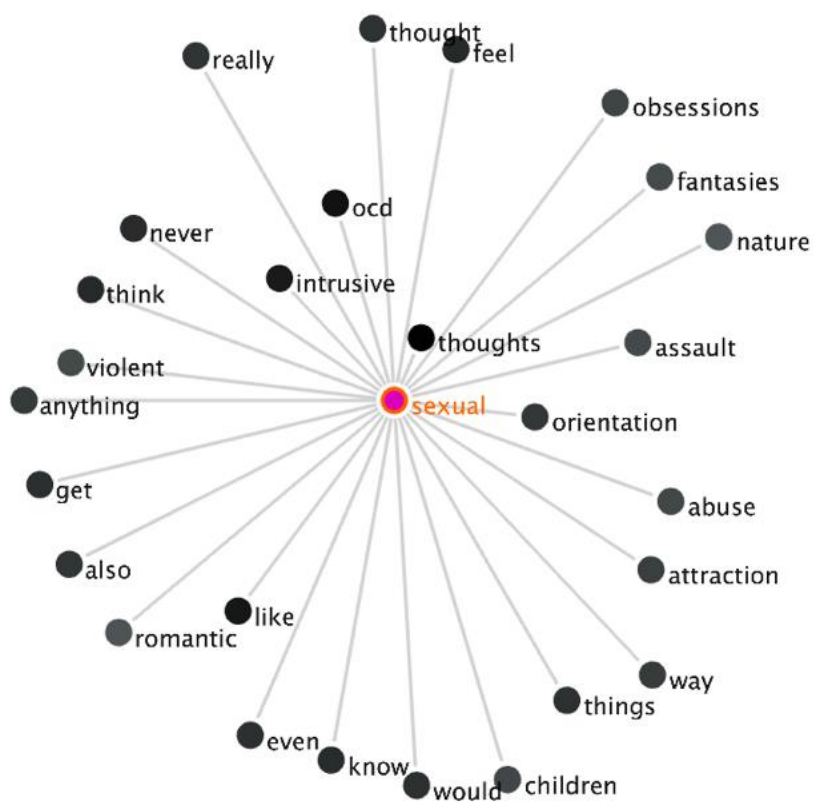 thought
feel
really
obsessions
fantasies
ocd
never
nature
intrusive
think
thoughts
assault
violent
anything
sexual
orientation
get
abuse
also
attraction
like
romantic
way
things
even
know
would
children